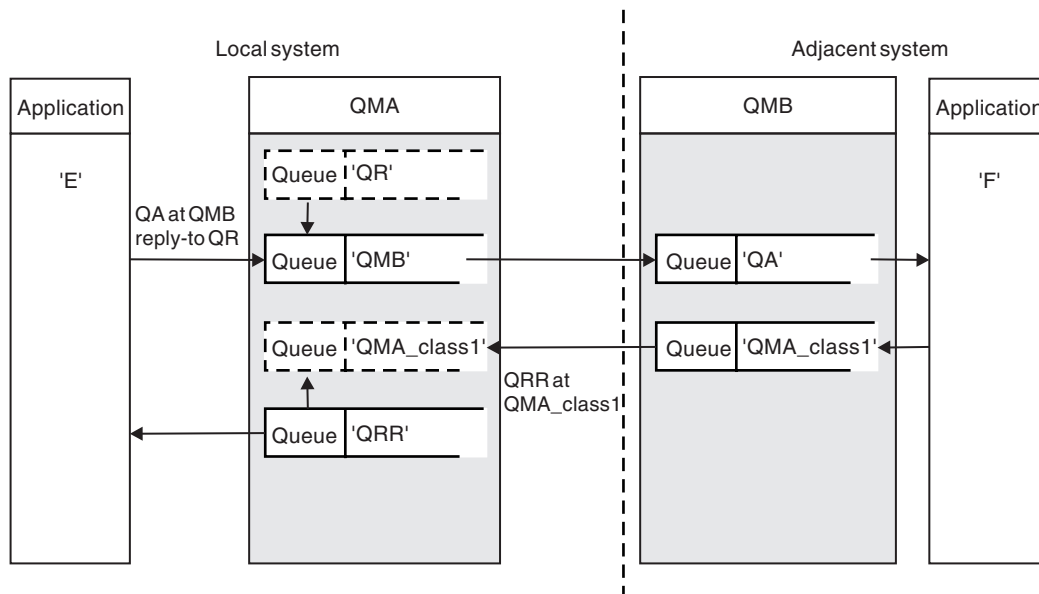 Local system
Adjacent system
Application
QMA
QMB
Application
'E'
Queue 'QR'
'F'
QA at QMB
reply-to QR
Queue 'QMB'
Queue 'QA'
Queue 'QMA_class1'
Queue 'QMA_class1'
QRR at
QMA_class1
Queue 'QRR'